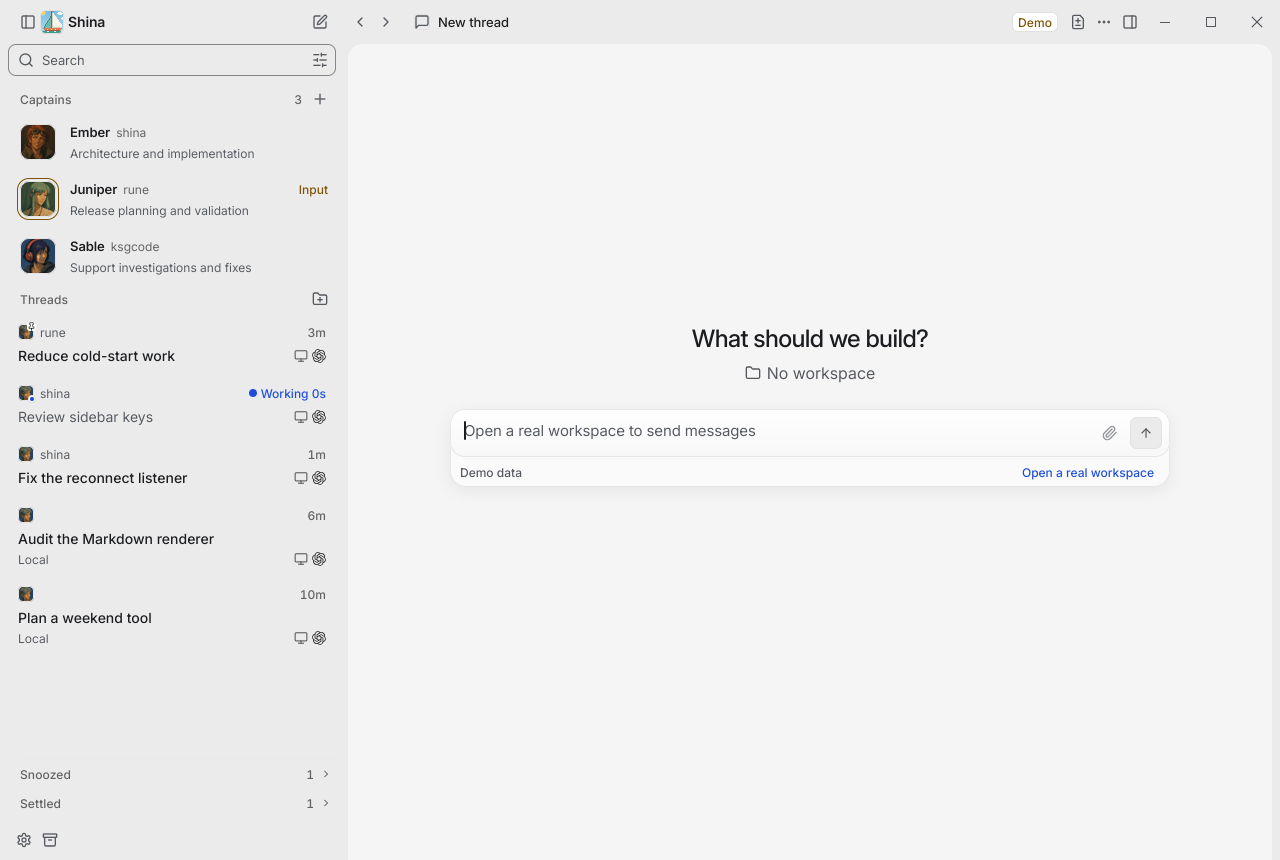 Shina
New thread
Demo
Search
Captains 3
Ember shina
Architecture and implementation
Juniper rune Input
Release planning and validation
Sable ksgcode
Support investigations and fixes
Threads
rune 3m
Reduce cold-start work
shina Working 0s
Review sidebar keys
shina 1m
Fix the reconnect listener
6m
Audit the Markdown renderer
Local
10m
Plan a weekend tool
Local
Snoozed 1
Settled 1
What should we build?
No workspace
Open a real workspace to send messages
Demo data Open a real workspace